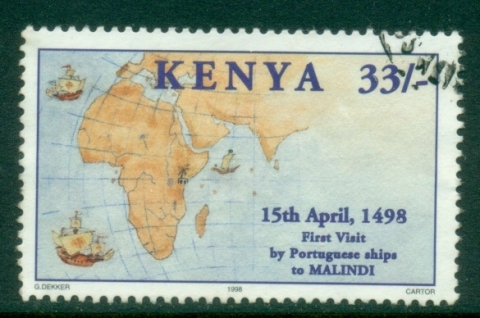 KENYA 33/-
15th April, 1498
First Visit
by Portuguese ships
to MALINDI
G.DEKKER 1998 CARTOR